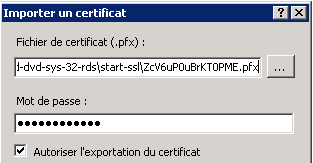 Importer un certificat
Fichier de certificat (.pfx) :
l-dvd-sys-32-rds\start-ssl\ZcV6uP0uBrKT0PME.pfx
...
Mot de passe :
●●●●●●●●●●●●
Autoriser l'exportation du certificat